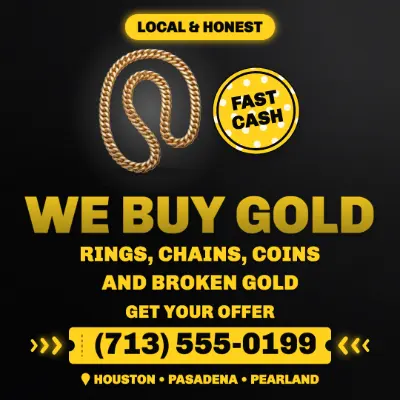 LOCAL & HONEST
FAST
CASH
WE BUY GOLD
RINGS, CHAINS, COINS
AND BROKEN GOLD
GET YOUR OFFER
(713) 555-0199
HOUSTON • PASADENA • PEARLAND